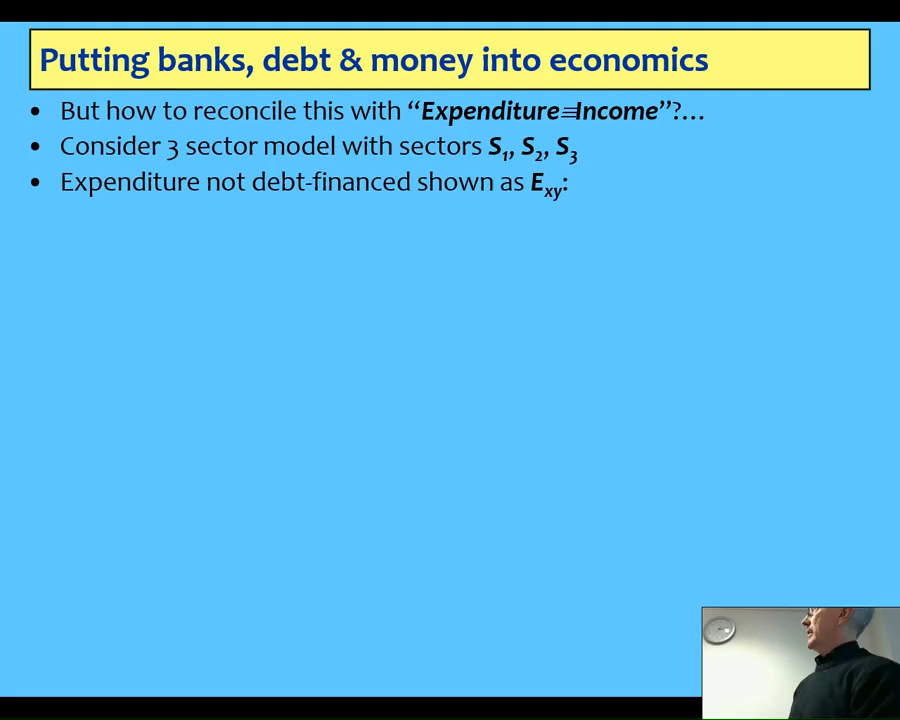 Putting banks, debt & money into economics
• But how to reconcile this with “Expenditure≡Income”?…
• Consider 3 sector model with sectors S₁, S₂, S₃
• Expenditure not debt-financed shown as Exy: